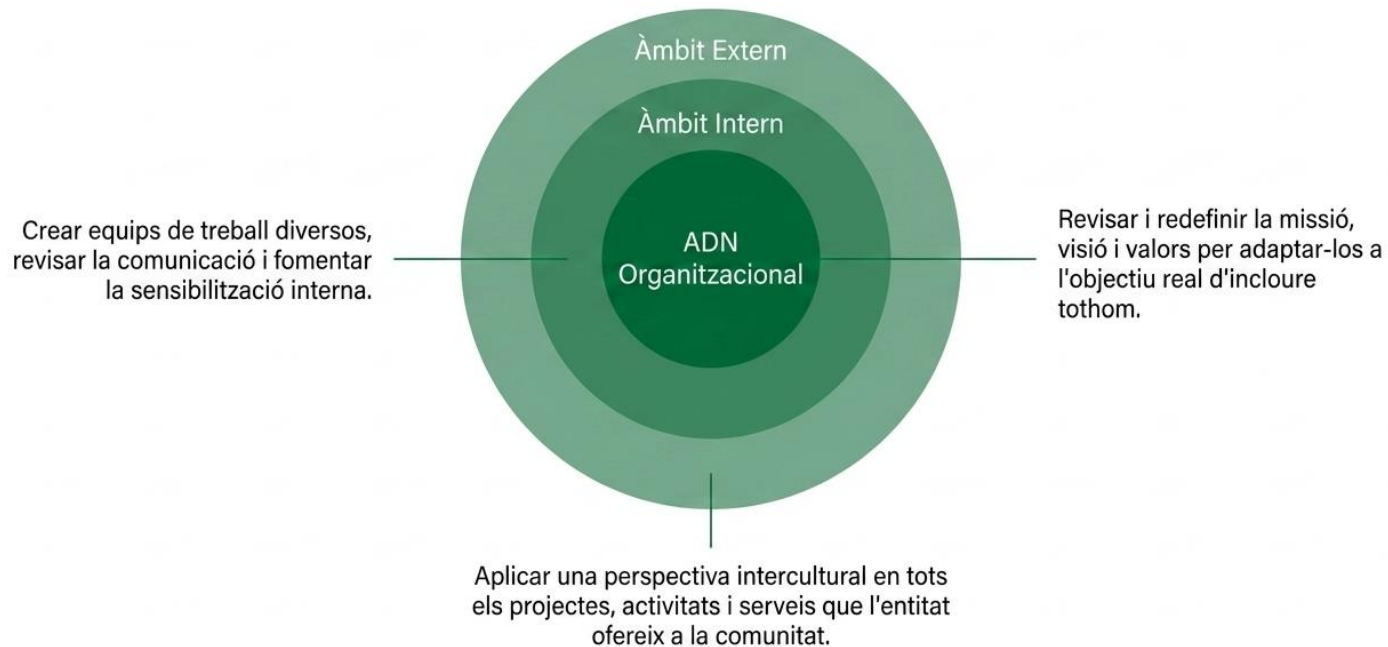 Àmbit Extern
Àmbit Intern
ADN
Organitzacional
Crear equips de treball diversos,
revisar la comunicació i fomentar
la sensibilització interna.
Revisar i redefinir la missió,
visió i valors per adaptar-los a
l'objectiu real d'incloure
tothom.
Aplicar una perspectiva intercultural en tots
els projectes, activitats i serveis que l'entitat
ofereix a la comunitat.